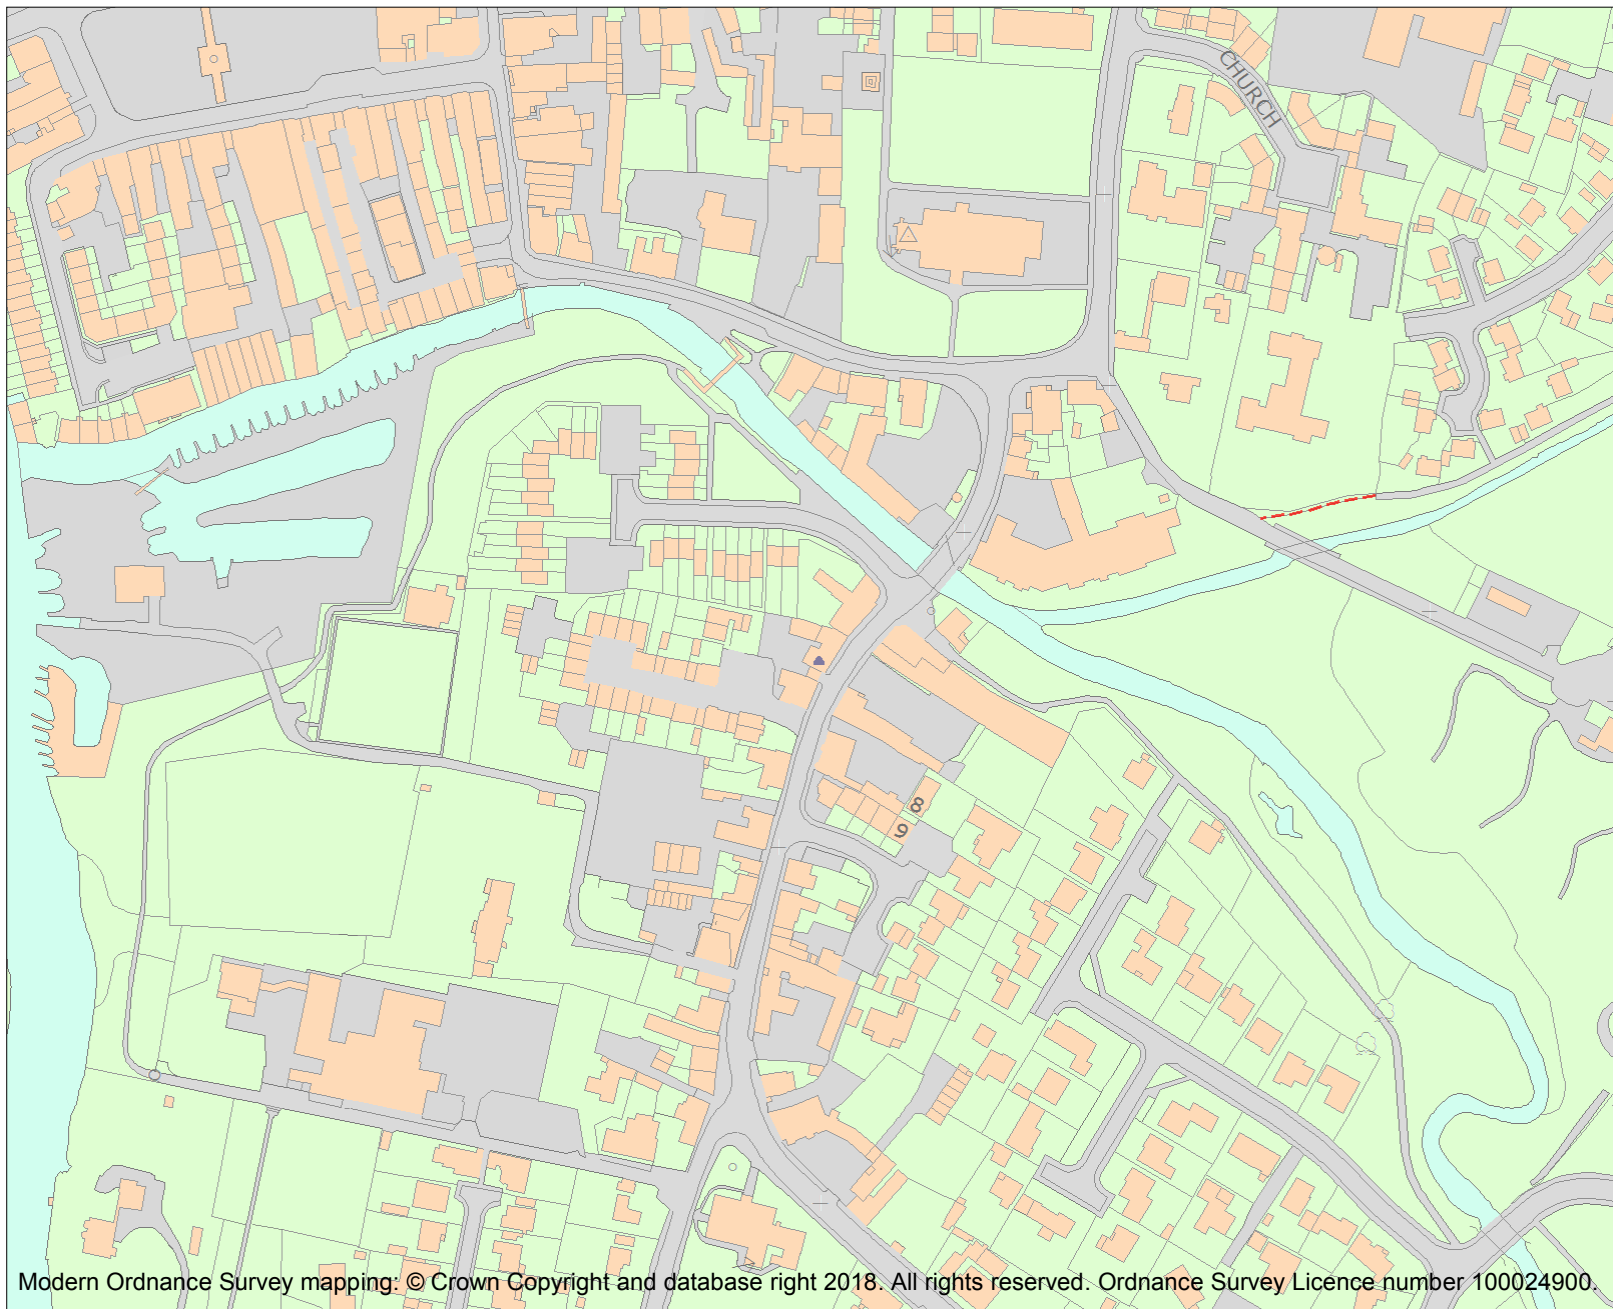 CHURCH
8
9
Modern Ordnance Survey mapping: © Crown Copyright and database right 2018. All rights reserved. Ordnance Survey Licence number 100024900.